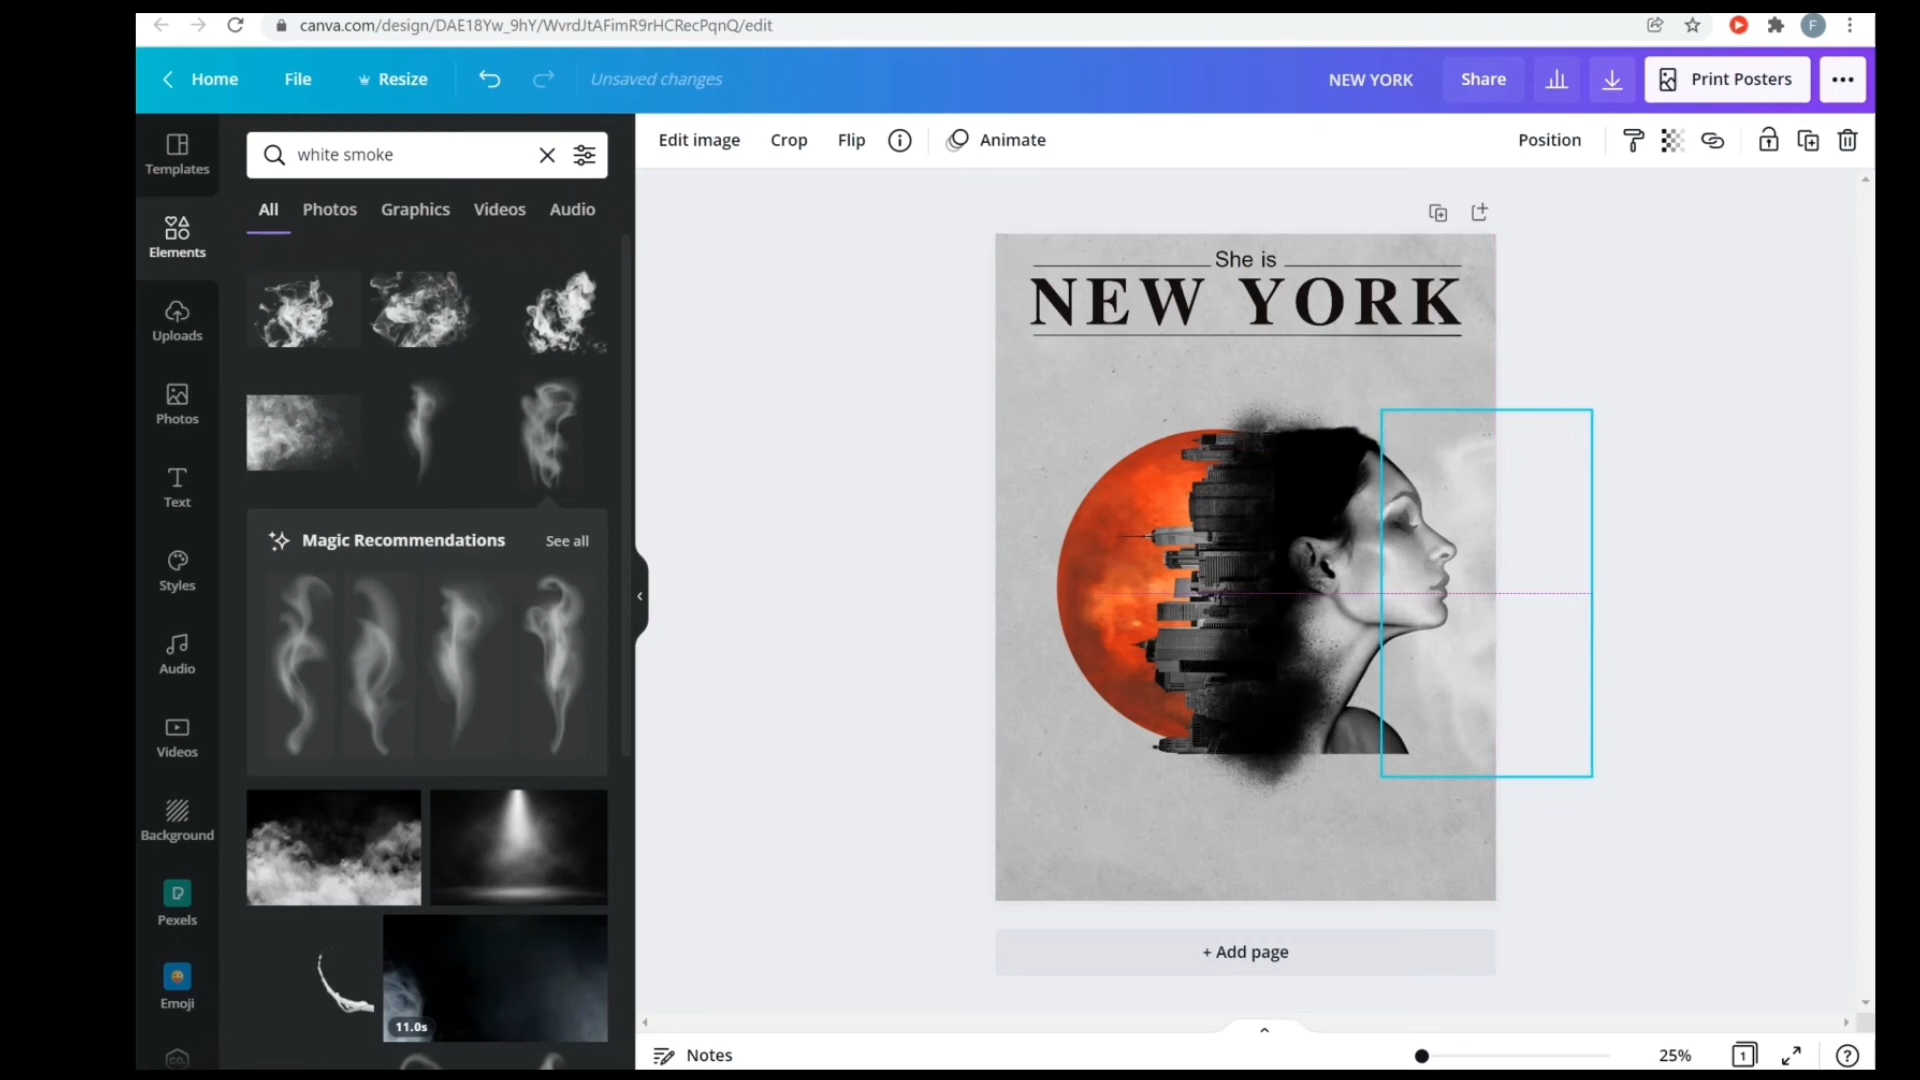 canva.com/design/DAE18Yw_9hY/WvrdJtAFimR9rHCRecPqnQ/edit
F
Home
File
Resize
Unsaved changes
NEW YORK
Share
Print Posters
Templates
Elements
Uploads
Photos
Text
Styles
Audio
Videos
Background
Pexels
Emoji
CO.
white smoke
All
Photos
Graphics
Videos
Audio
Magic Recommendations
See all
11.0s
Edit image
Crop
Flip
Animate
Position
She is
NEW YORK
+ Add page
Notes
25%
1